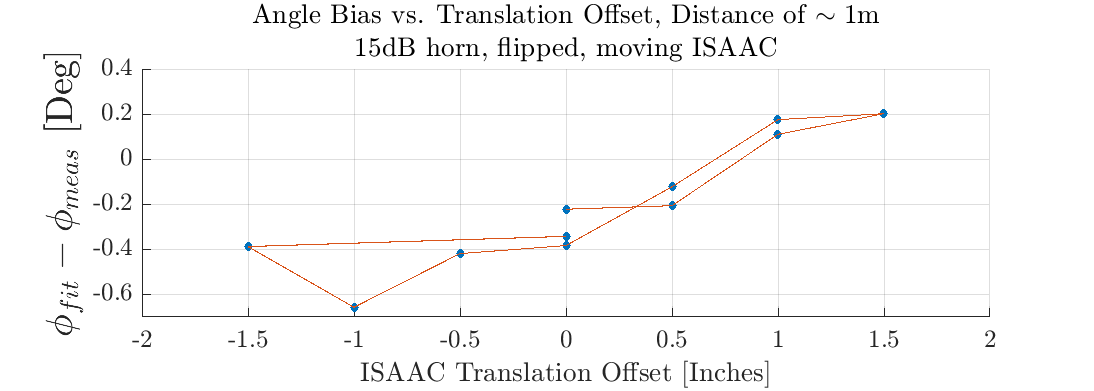 Angle Bias vs. Translation Offset, Distance of ∼ 1m
15dB horn, flipped, moving ISAAC
ϕ_fit − ϕ_meas [Deg]
0.4
0.2
0
-0.2
-0.4
-0.6
-2 -1.5 -1 -0.5 0 0.5 1 1.5 2
ISAAC Translation Offset [Inches]